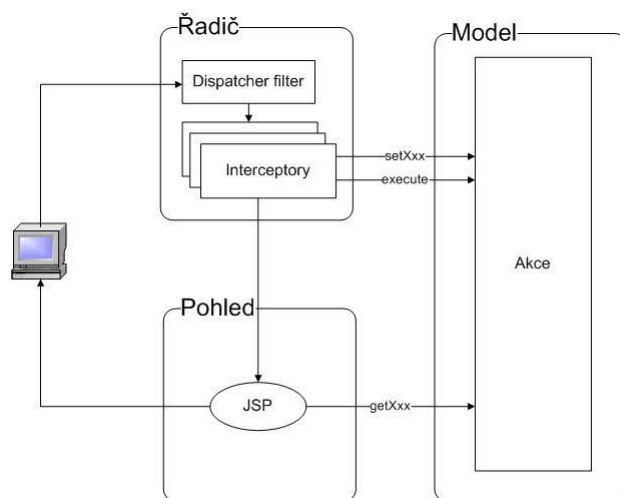 Řadič
Model
Dispatcher filter
setXxx
Interceptory
execute
Akce
Pohled
JSP
getXxx